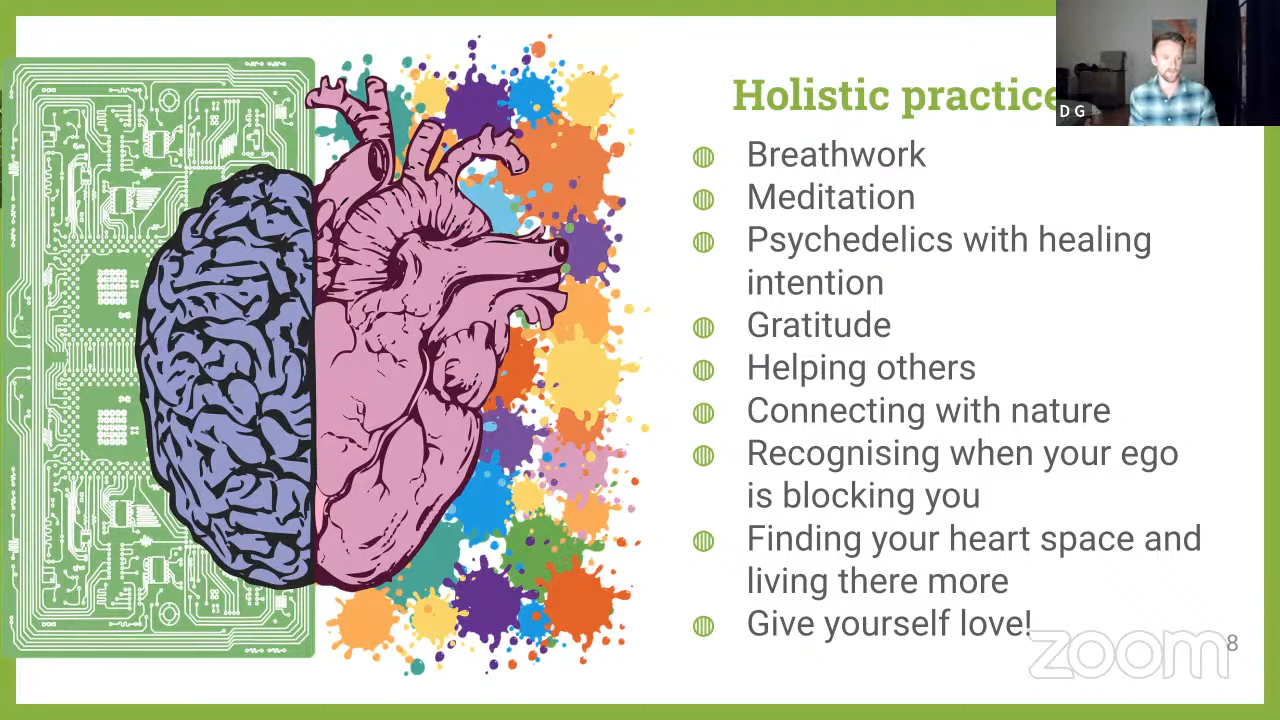 Holistic practice
D G
Breathwork
Meditation
Psychedelics with healing
intention
Gratitude
Helping others
Connecting with nature
Recognising when your ego
is blocking you
Finding your heart space and
living there more
Give yourself love!
8
zoom